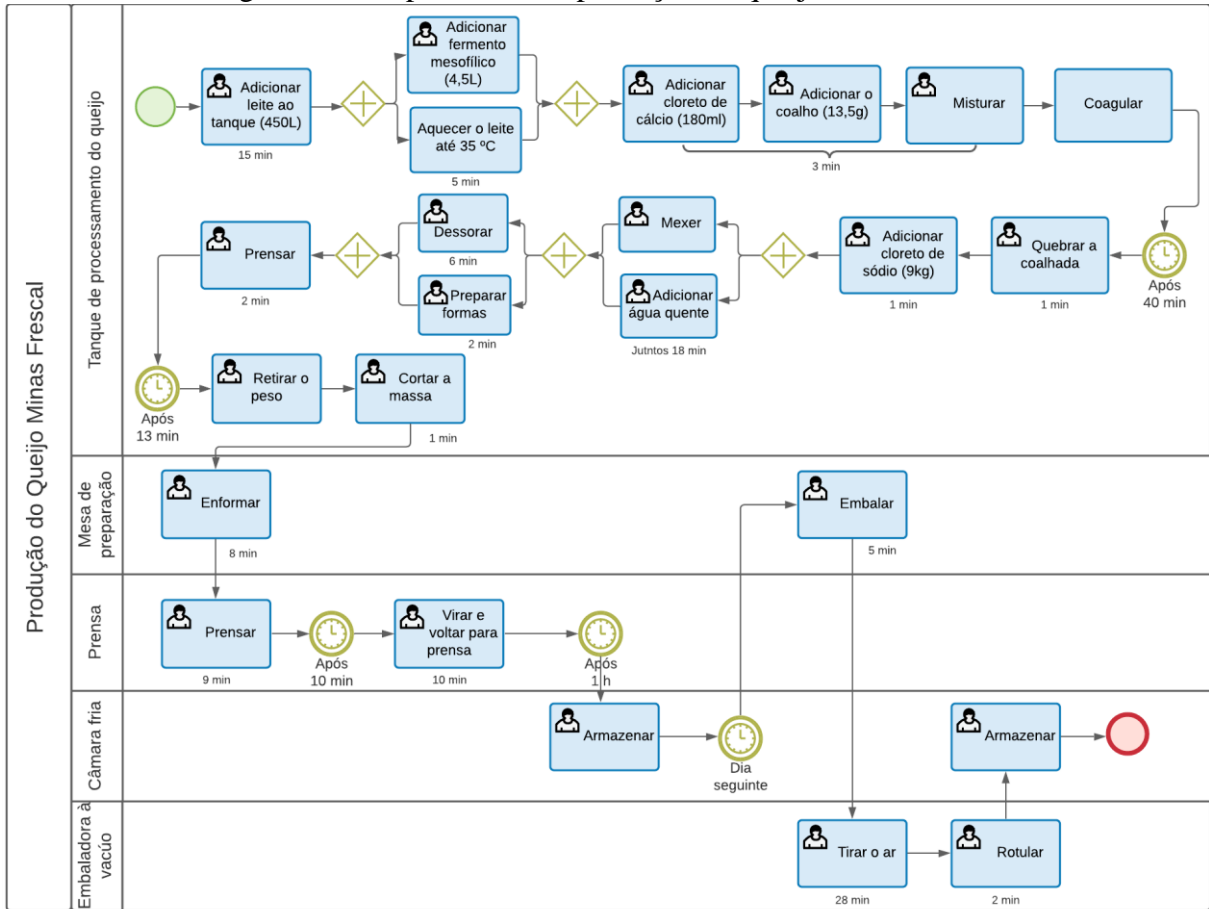 Produção do Queijo Minas Frescal
Tanque de processamento do queijo
Adicionar
leite ao
tanque (450L)
15 min
Adicionar
fermento
mesofílico
(4,5L)
Aquecer o leite
até 35 ºC
5 min
Adicionar
cloreto de
cálcio (180ml)
Adicionar o
coalho (13,5g)
Misturar
3 min
Coagular
Após
40 min
Quebrar a
coalhada
1 min
Adicionar
cloreto de
sódio (9kg)
1 min
Mexer
Adicionar
água quente
Jutntos 18 min
Dessorar
6 min
Preparar
formas
2 min
Prensar
2 min
Após
13 min
Retirar o
peso
Cortar a
massa
1 min
Mesa de
preparação
Enformar
8 min
Embalar
5 min
Prensa
Prensar
9 min
Após
10 min
Virar e
voltar para
prensa
10 min
Após
1 h
Câmara fria
Armazenar
Dia
seguinte
Armazenar
Embaladora à
vacúo
Tirar o ar
28 min
Rotular
2 min